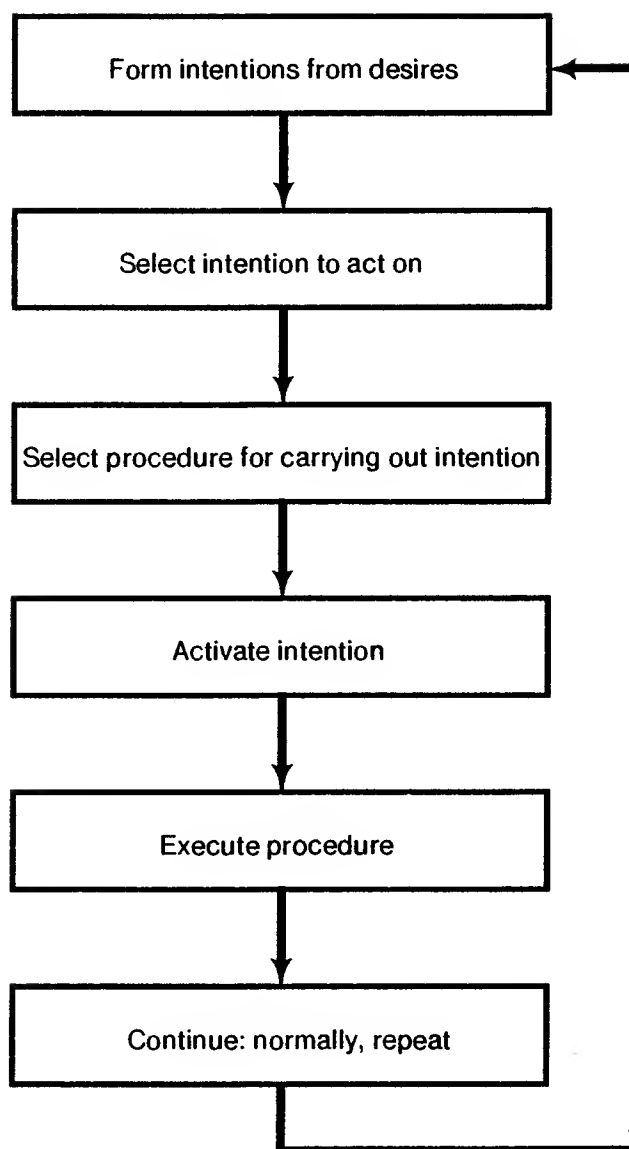 Form intentions from desires
Select intention to act on
Select procedure for carrying out intention
Activate intention
Execute procedure
Continue: normally, repeat